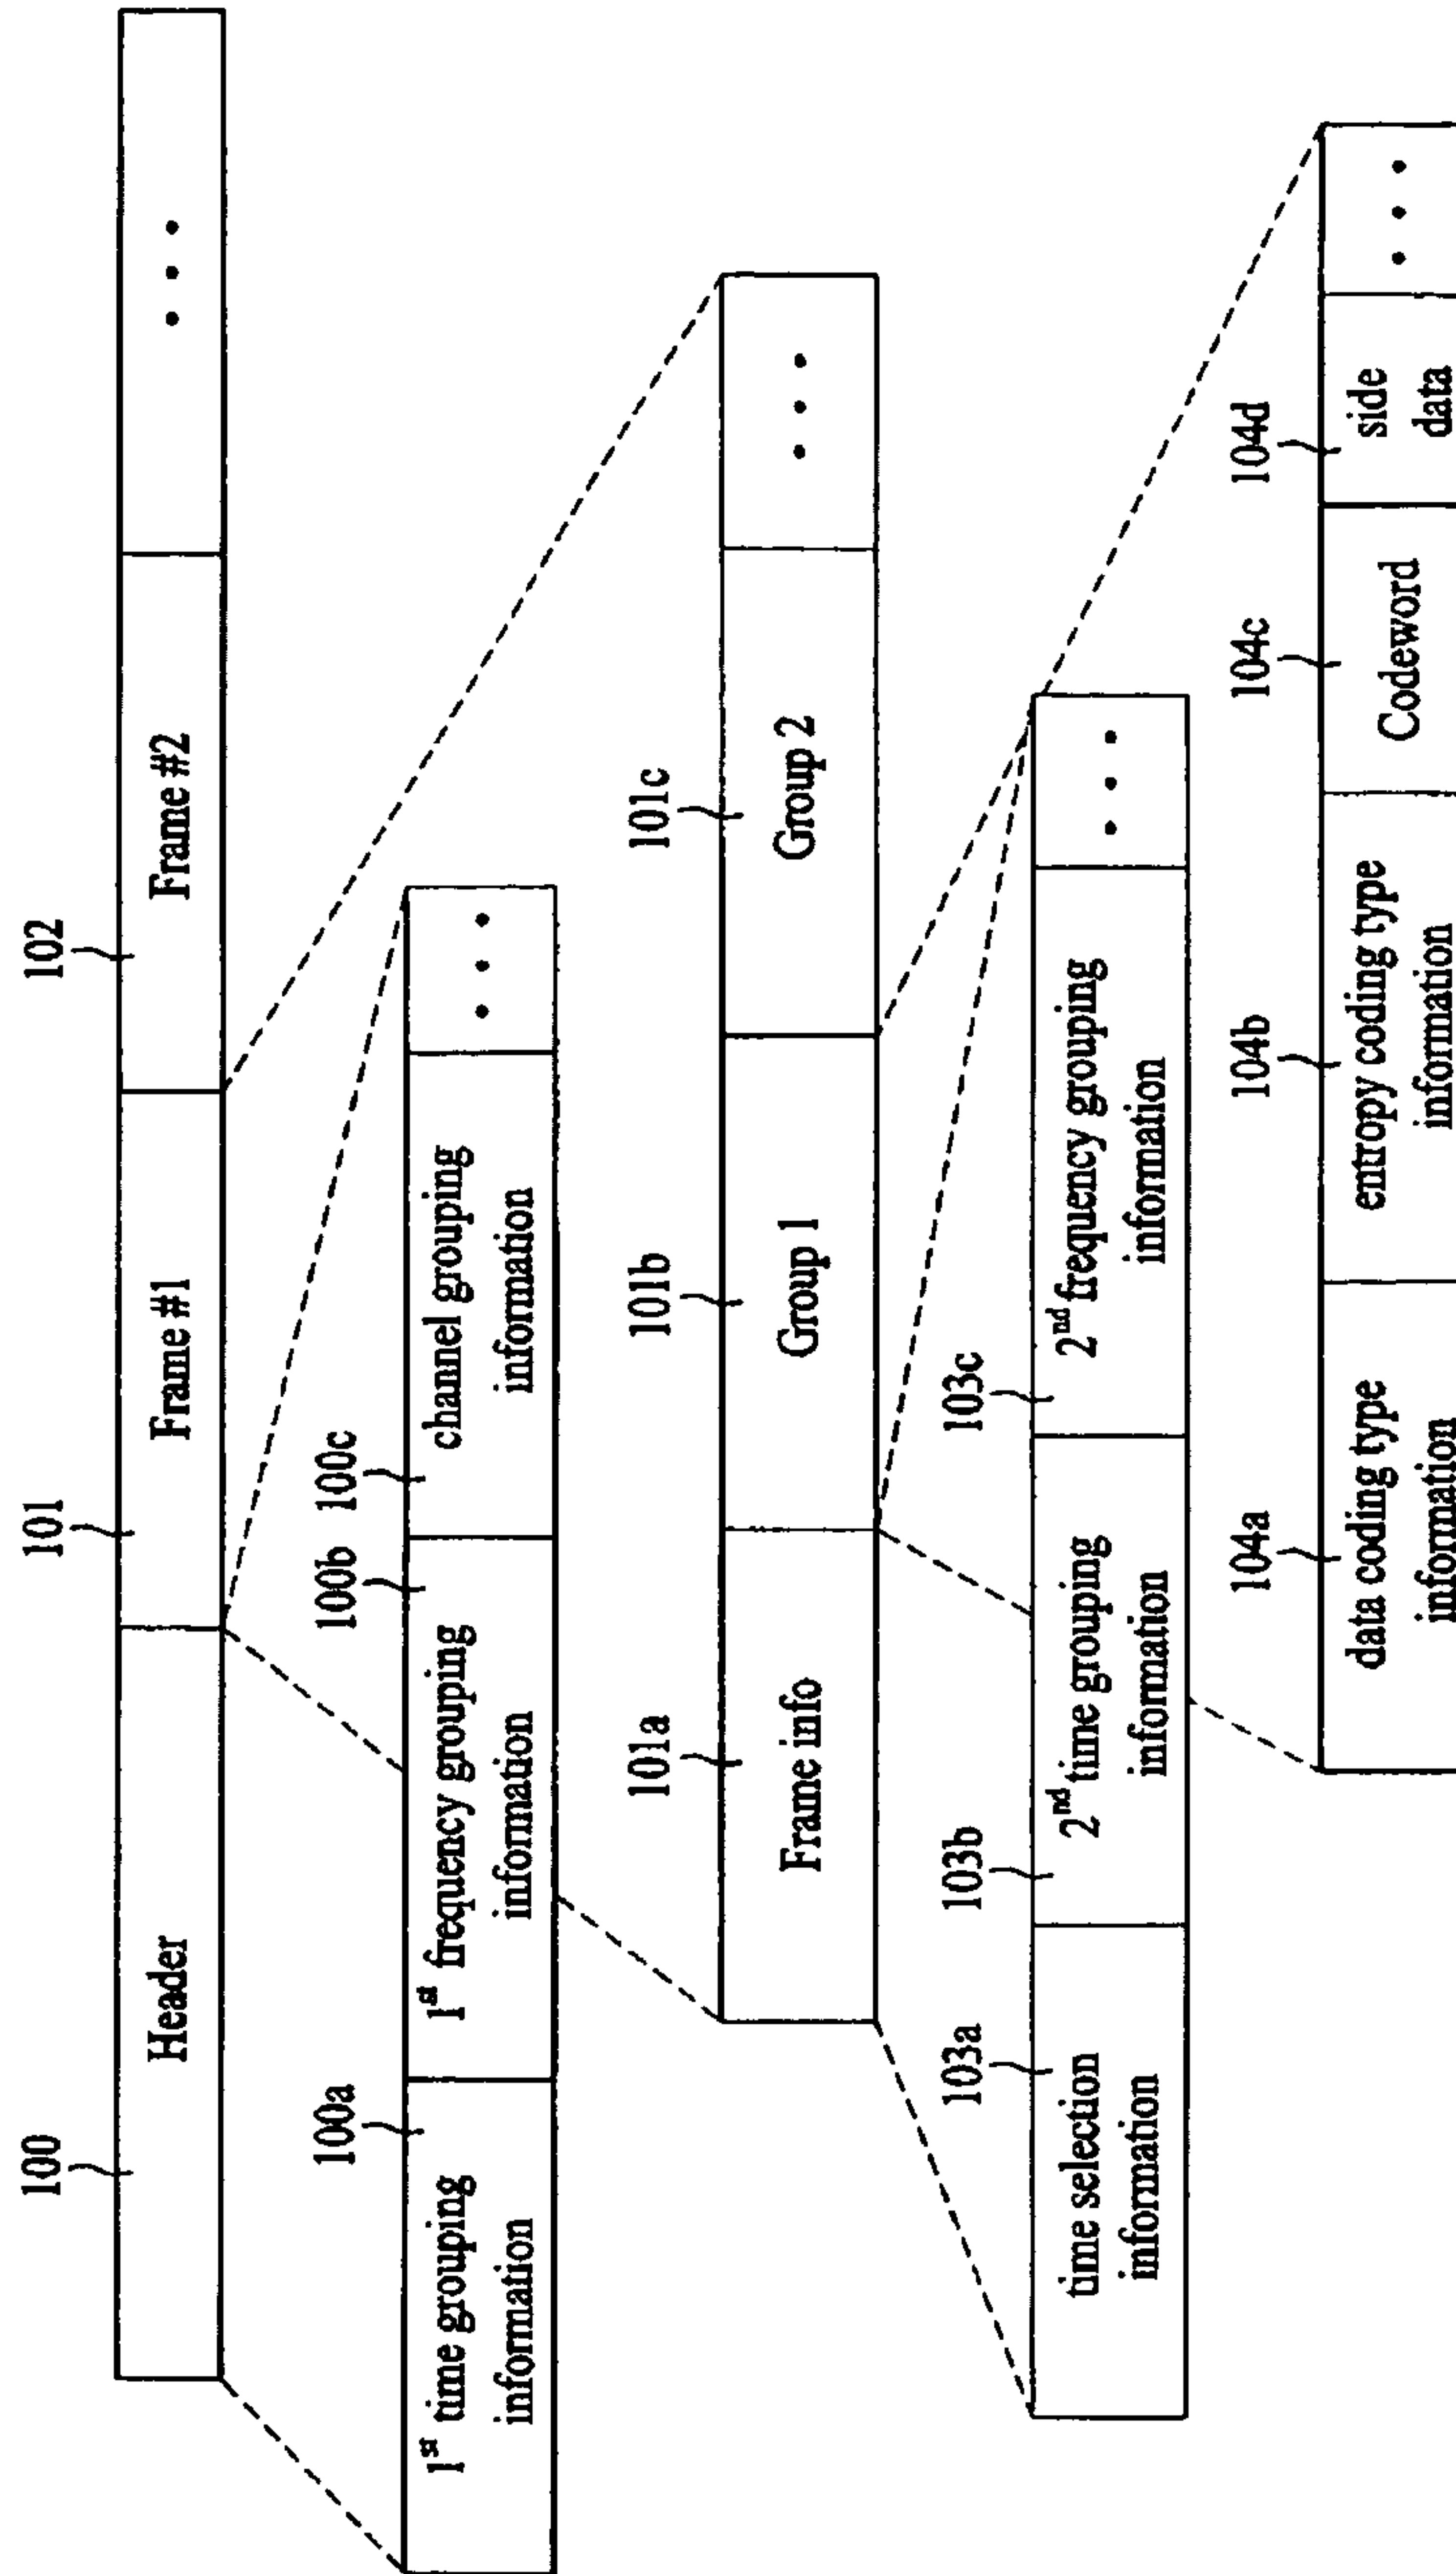 100
101
102
Header
Frame #1
Frame #2
• • •
100a
100b
100c
1st time grouping
information
1st frequency grouping
information
channel grouping
information
• • •
101a
101b
101c
Frame info
Group 1
Group 2
• • •
103a
103b
103c
time selection
information
2nd time grouping
information
2nd frequency grouping
information
• • •
104a
104b
104c
104d
data coding type
information
entropy coding type
information
Codeword
side
data
• • •